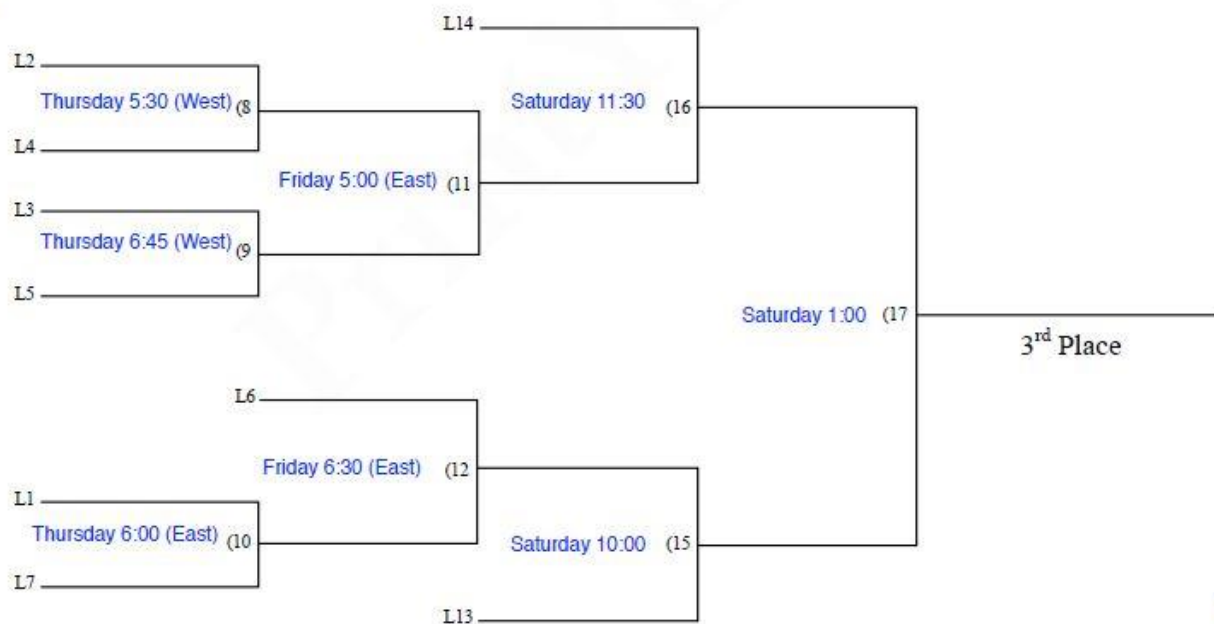 L14
L2
Thursday 5:30 (West) (8
Saturday 11:30 (16
L4
Friday 5:00 (East) (11
L3
Thursday 6:45 (West) (9
L5
Saturday 1:00 (17
3rd Place
L6
Friday 6:30 (East) (12
L1
Thursday 6:00 (East) (10
Saturday 10:00 (15
L7
L13